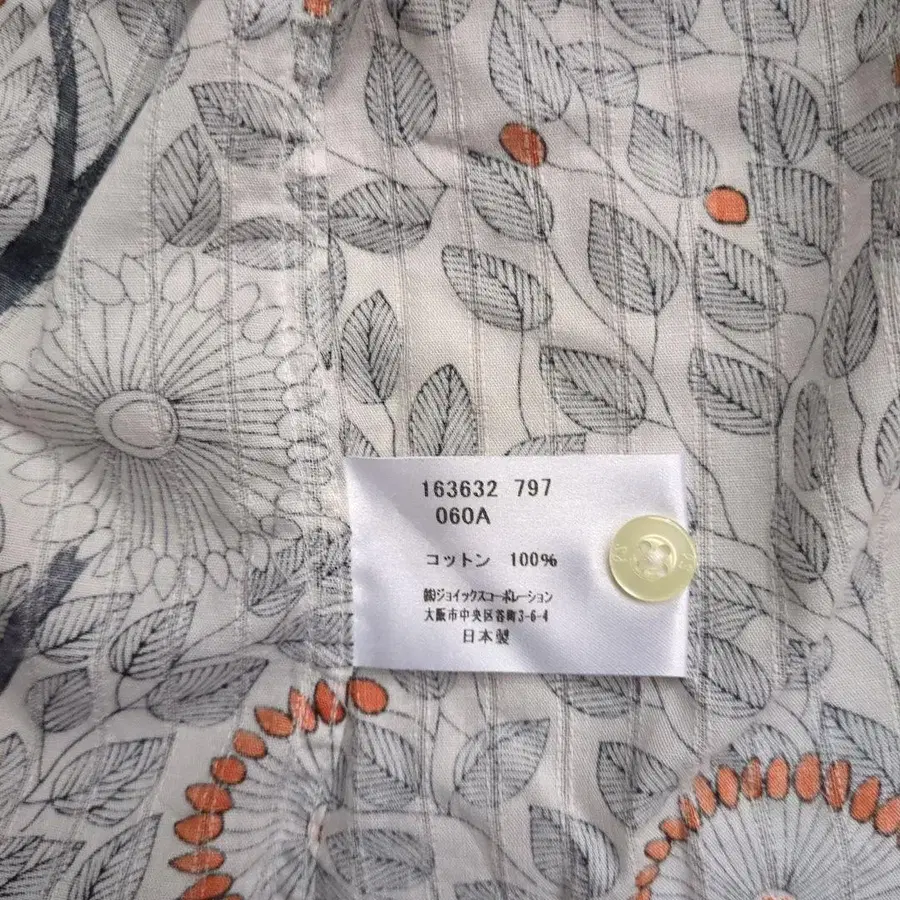 163632 797
060A
コットン 100%
㈱ジョイックスコーポレーション
大阪市中央区谷町3-6-4
日本製